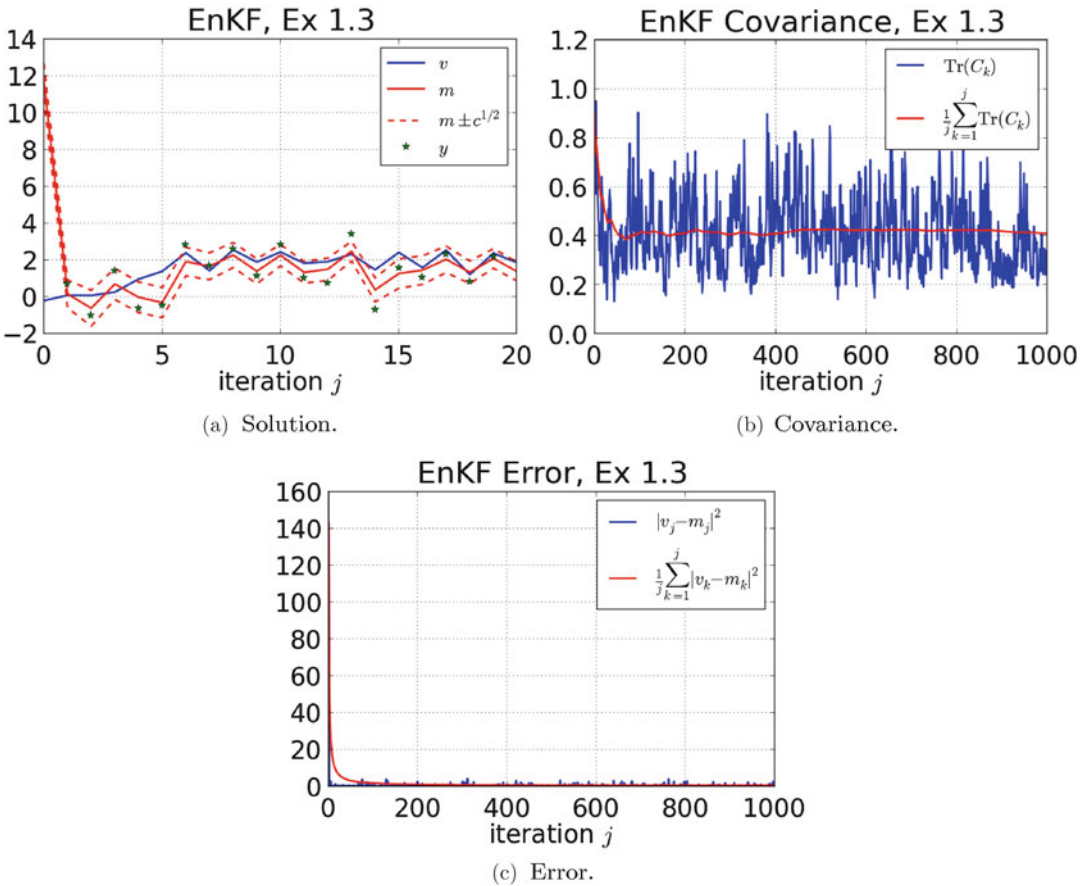 EnKF, Ex 1.3
14
12
10
8
6
4
2
0
−2
0 5 10 15 20
iteration j
v
m
m ± c^{1/2}
y
(a) Solution.
EnKF Covariance, Ex 1.3
1.2
1.0
0.8
0.6
0.4
0.2
0.0
0 200 400 600 800 1000
iteration j
Tr(C_k)
\frac{1}{j}\sum_{k=1}^{j} Tr(C_k)
(b) Covariance.
EnKF Error, Ex 1.3
160
140
120
100
80
60
40
20
0
0 200 400 600 800 1000
iteration j
|v_j−m_j|^2
\frac{1}{j}\sum_{k=1}^{j} |v_k−m_k|^2
(c) Error.